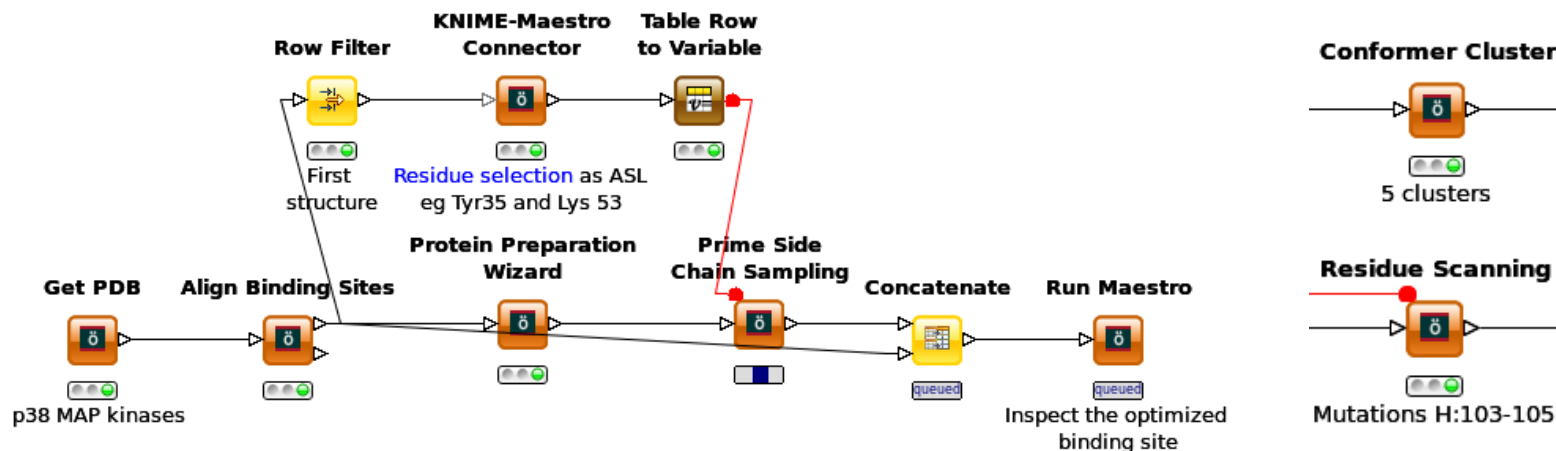 KNIME-Maestro
Connector
Table Row
to Variable
Row Filter
First
structure
Residue selection as ASL
eg Tyr35 and Lys 53
Conformer Cluster
5 clusters
Protein Preparation
Wizard
Prime Side
Chain Sampling
Get PDB
Align Binding Sites
Concatenate
Run Maestro
p38 MAP kinases
queued
queued
Inspect the optimized
binding site
Residue Scanning
Mutations H:103-105